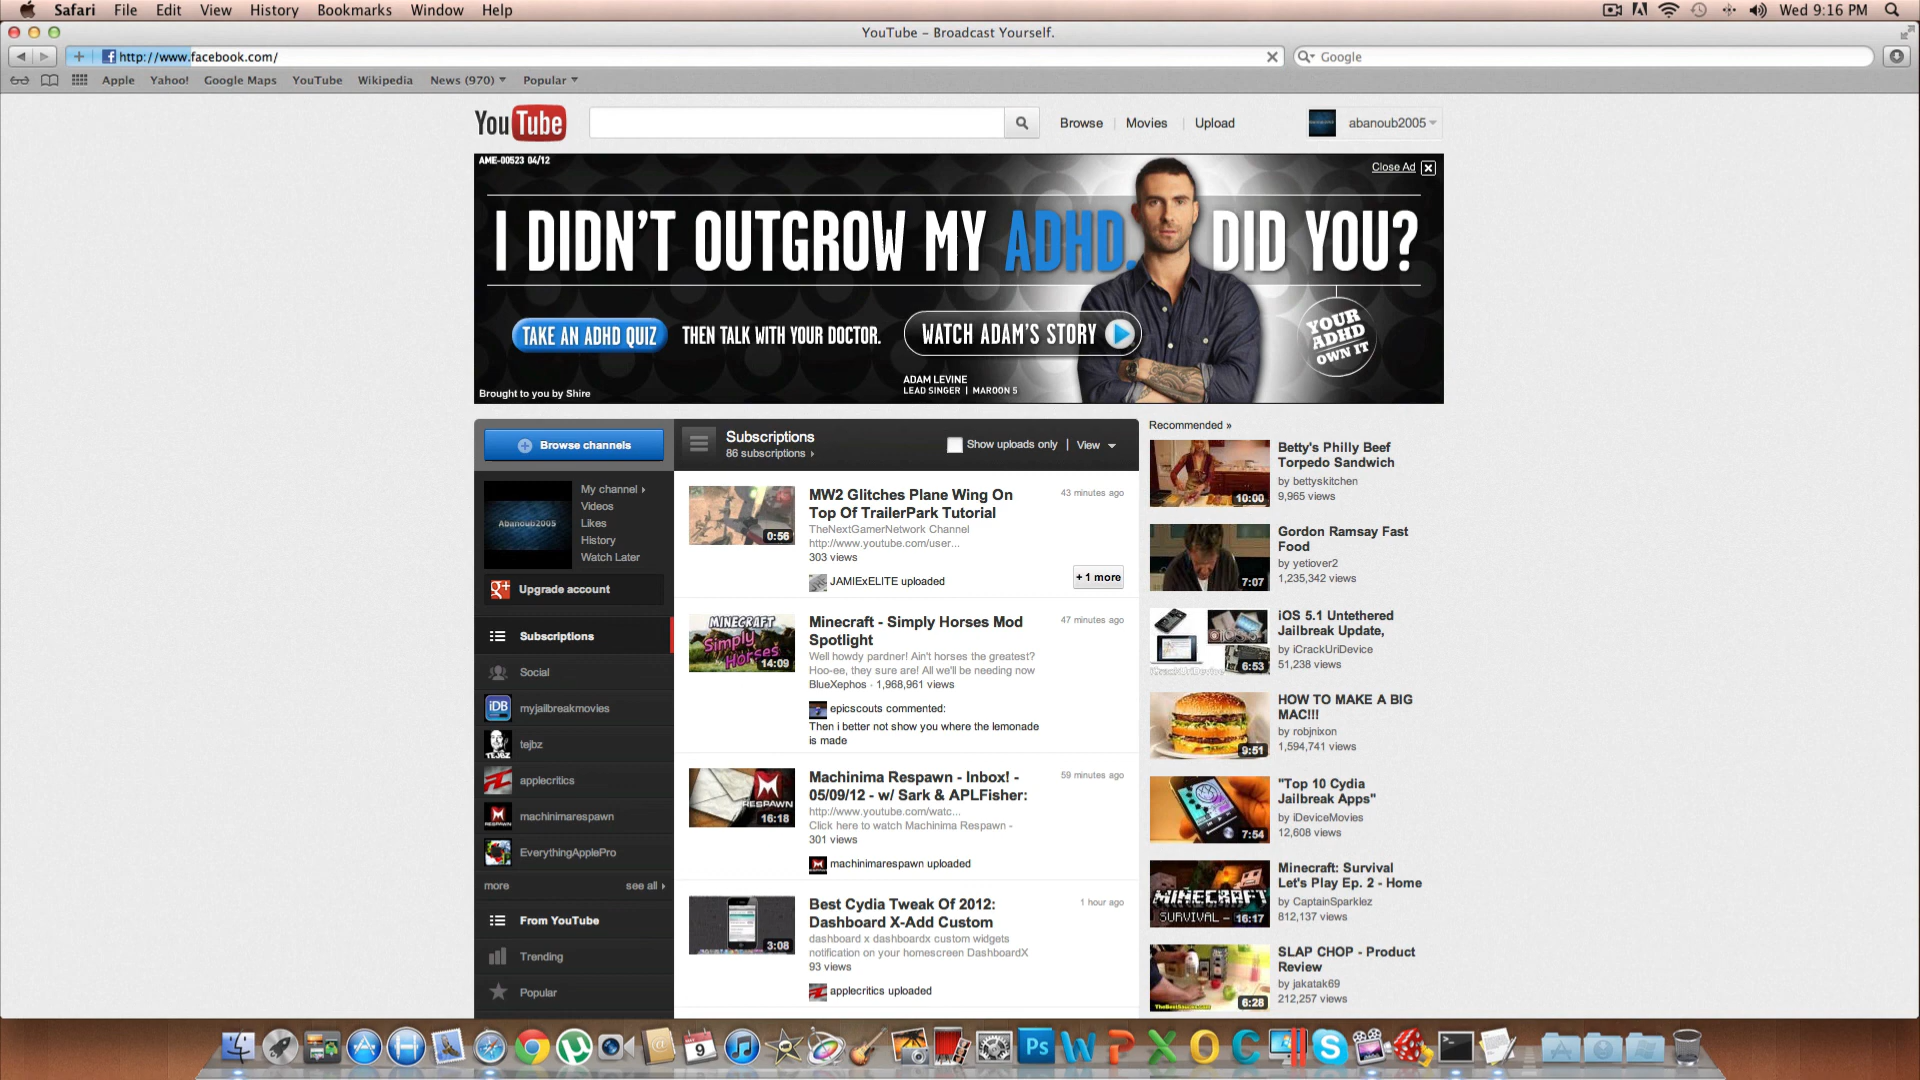 Safari File Edit View History Bookmarks Window Help
Wed 9:16 PM
YouTube - Broadcast Yourself.
http://www.facebook.com/
Google
Apple Yahoo! Google Maps YouTube Wikipedia News (970) Popular
YouTube
Browse Movies Upload
abanoub2005
AME-00523 04/12
Close Ad
I DIDN'T OUTGROW MY ADHD. DID YOU?
TAKE AN ADHD QUIZ THEN TALK WITH YOUR DOCTOR.
WATCH ADAM'S STORY
YOUR
ADHD
OWN IT
ADAM LEVINE
LEAD SINGER | MAROON 5
Brought to you by Shire
Browse channels
Abanoub2005
My channel
Videos
Likes
History
Watch Later
Upgrade account
Subscriptions
Social
iDB
myjailbreakmovies
TEJBZ
tejbz
applecritics
RESPAWN
machinimarespawn
EverythingApplePro
more see all
From YouTube
Trending
Popular
Subscriptions
86 subscriptions
Show uploads only | View
MW2 Glitches Plane Wing On
Top Of TrailerPark Tutorial
43 minutes ago
0:56
TheNextGamerNetwork Channel
http://www.youtube.com/user...
303 views
JAMIExELITE uploaded
+ 1 more
MINECRAFT
Simply
Horses
14:09
Minecraft - Simply Horses Mod
Spotlight
47 minutes ago
Well howdy pardner! Ain't horses the greatest?
Hoo-ee, they sure are! All we'll be needing now
BlueXephos · 1,968,961 views
epicscouts commented:
Then i better not show you where the lemonade
is made
RESPAWN
16:18
Machinima Respawn - Inbox! -
05/09/12 - w/ Sark & APLFisher:
59 minutes ago
http://www.youtube.com/watc...
Click here to watch Machinima Respawn -
301 views
machinimarespawn uploaded
3:08
Best Cydia Tweak Of 2012:
Dashboard X-Add Custom
1 hour ago
dashboard x dashboardx custom widgets
notification on your homescreen DashboardX
93 views
applecritics uploaded
Recommended »
10:00
Betty's Philly Beef
Torpedo Sandwich
by bettyskitchen
9,965 views
7:07
Gordon Ramsay Fast
Food
by yetiover2
1,235,342 views
iCrackUriDevice
6:53
iOS 5.1 Untethered
Jailbreak Update,
by iCrackUriDevice
51,238 views
9:51
HOW TO MAKE A BIG
MAC!!!
by robjnixon
1,594,741 views
7:54
"Top 10 Cydia
Jailbreak Apps"
by iDeviceMovies
12,608 views
MINECRAFT
SURVIVAL -
16:17
Minecraft: Survival
Let's Play Ep. 2 - Home
by CaptainSparklez
812,137 views
6:28
SLAP CHOP - Product
Review
by jakatak69
212,257 views
9
Ps